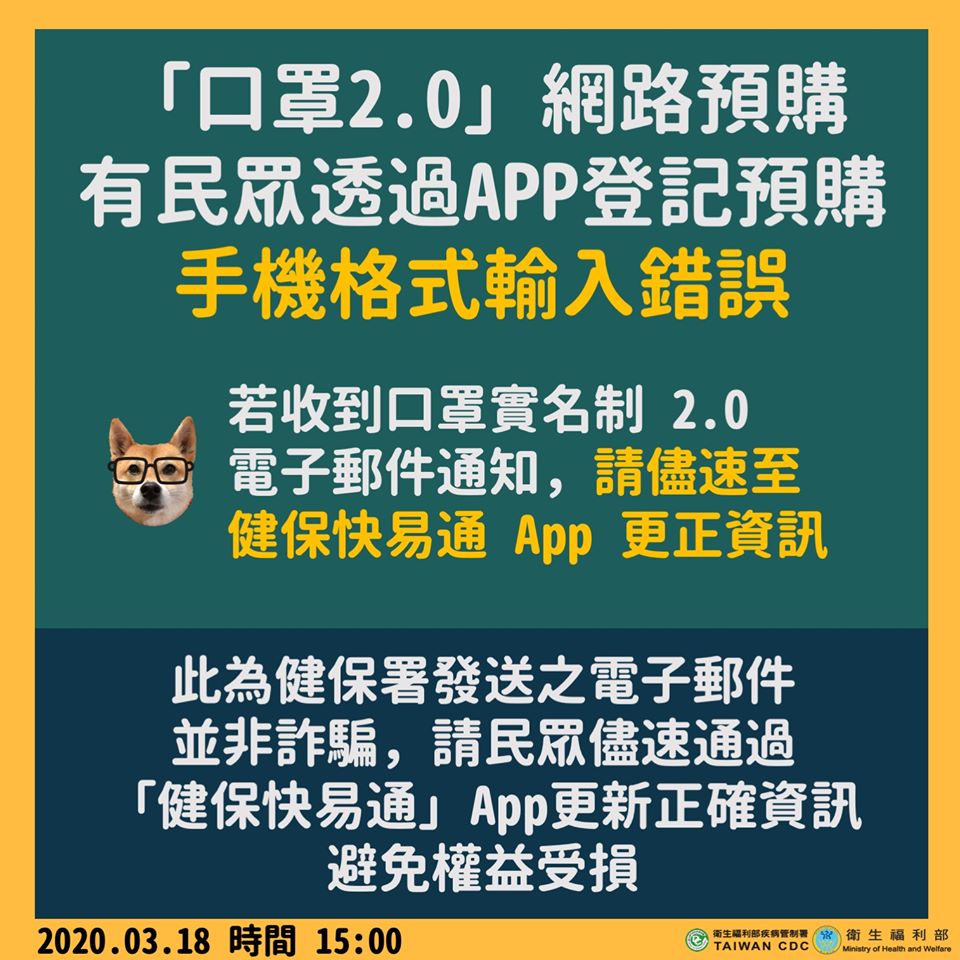 「口罩2.0」網路預購
有民眾透過APP登記預購
手機格式輸入錯誤
若收到口罩實名制 2.0
電子郵件通知，請儘速至
健保快易通 App 更正資訊
此為健保署發送之電子郵件
並非詐騙，請民眾儘速通過
「健保快易通」App更新正確資訊
避免權益受損
2020.03.18 時間 15:00
衛生福利部疾病管制署
TAIWAN CDC
衛生福利部
Ministry of Health and Welfare